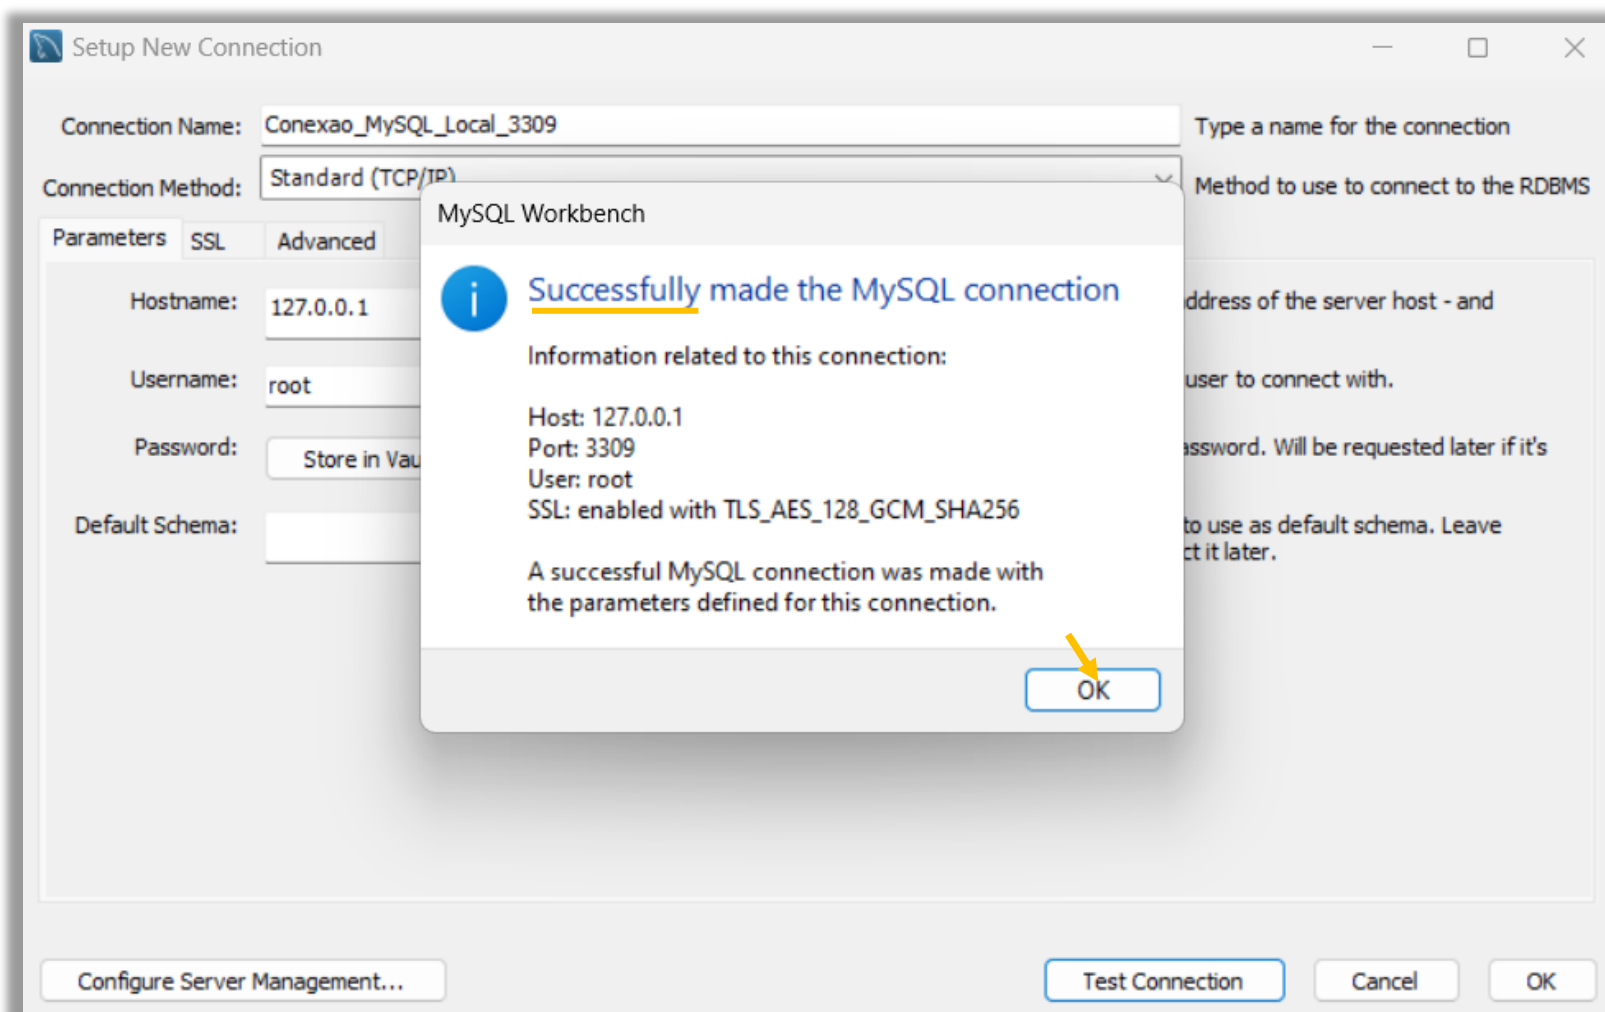 Setup New Connection
Connection Name: Conexao_MySQL_Local_3309 Type a name for the connection
Connection Method: Standard (TCP/IP) Method to use to connect to the RDBMS
Parameters SSL Advanced
MySQL Workbench
Successfully made the MySQL connection
Information related to this connection:
Host: 127.0.0.1
Port: 3309
User: root
SSL: enabled with TLS_AES_128_GCM_SHA256
A successful MySQL connection was made with
the parameters defined for this connection.
OK
Hostname: 127.0.0.1 of the server host - and
Username: root user to connect with.
Password: Store in Will be requested later if it's
Default Schema: to use as default schema. Leave
it later.
Configure Server Management... Test Connection Cancel OK